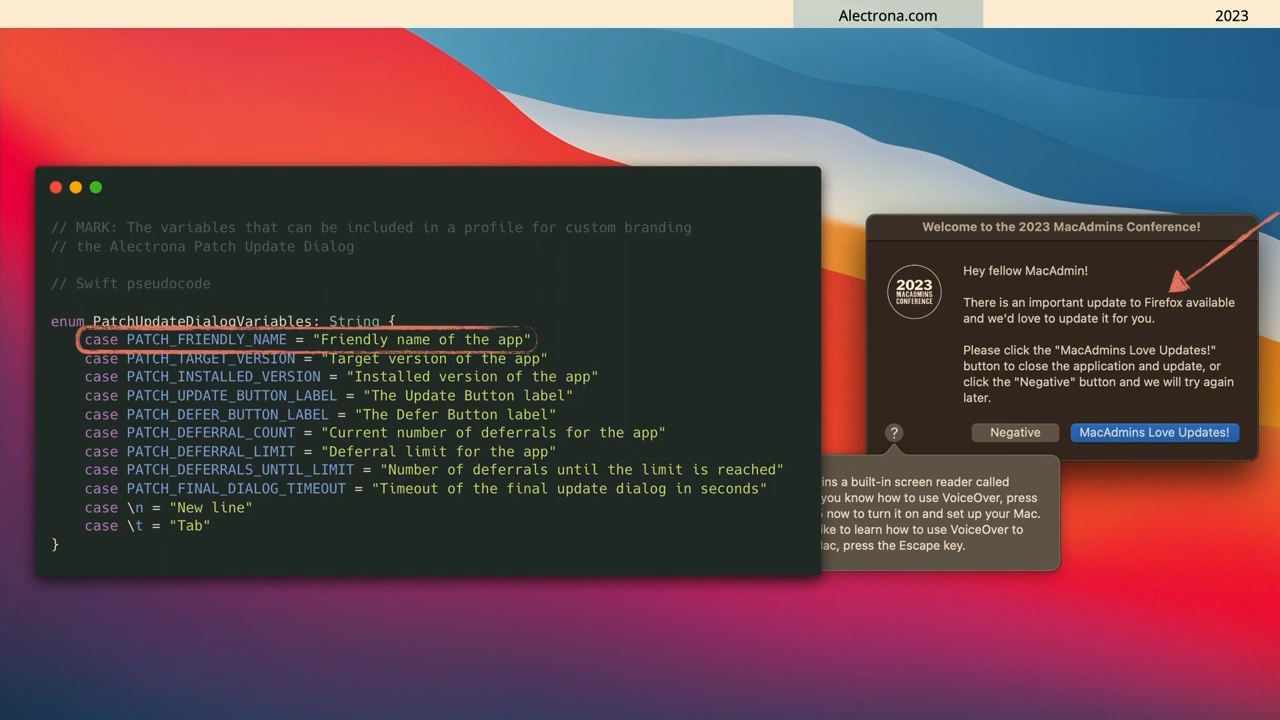 Alectrona.com
2023
// MARK: The variables that can be included in a profile for custom branding
// the Alectrona Patch Update Dialog
// Swift pseudocode
enum PatchUpdateDialogVariables: String {
case PATCH_FRIENDLY_NAME = "Friendly name of the app"
case PATCH_TARGET_VERSION = "Target version of the app"
case PATCH_INSTALLED_VERSION = "Installed version of the app"
case PATCH_UPDATE_BUTTON_LABEL = "The Update Button label"
case PATCH_DEFER_BUTTON_LABEL = "The Defer Button label"
case PATCH_DEFERRAL_COUNT = "Current number of deferrals for the app"
case PATCH_DEFERRAL_LIMIT = "Deferral limit for the app"
case PATCH_DEFERRALS_UNTIL_LIMIT = "Number of deferrals until the limit is reached"
case PATCH_FINAL_DIALOG_TIMEOUT = "Timeout of the final update dialog in seconds"
case \n = "New line"
case \t = "Tab"
}
Welcome to the 2023 MacAdmins Conference!
2023
MACADMINS
CONFERENCE
Hey fellow MacAdmin!
There is an important update to Firefox available
and we'd love to update it for you.
Please click the "MacAdmins Love Updates!"
button to close the application and update, or
click the "Negative" button and we will try again
later.
?
Negative
MacAdmins Love Updates!
ins a built-in screen reader called
you know how to use VoiceOver, press
now to turn it on and set up your Mac.
ike to learn how to use VoiceOver to
lac, press the Escape key.